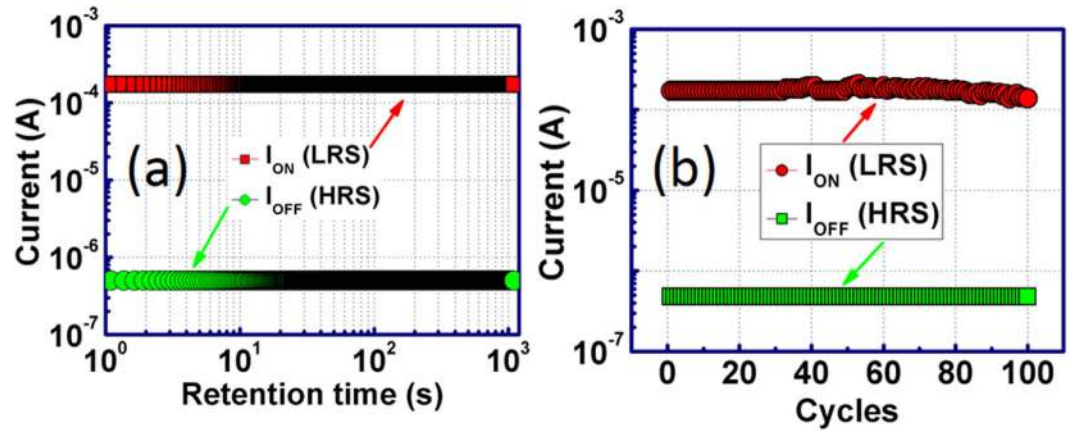 10⁻³
10⁻⁴
10⁻⁵
10⁻⁶
10⁻⁷
Current (A)
(a)
I_ON (LRS)
I_OFF (HRS)
10⁰ 10¹ 10² 10³
Retention time (s)
10⁻³
10⁻⁵
10⁻⁷
Current (A)
(b)
I_ON (LRS)
I_OFF (HRS)
0 20 40 60 80 100
Cycles